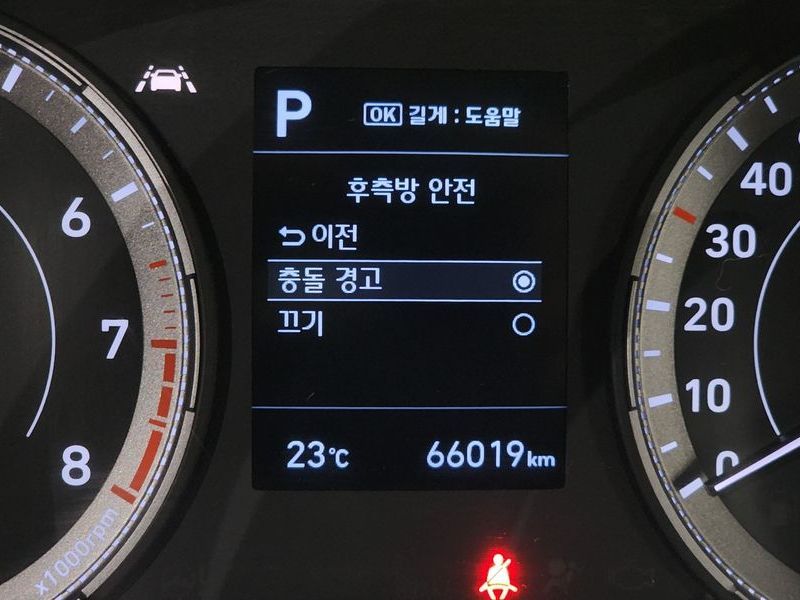 P
OK 길게 : 도움말
후측방 안전
이전
충돌 경고
끄기
23°C
66019km
6
7
8
x1000rpm
40
30
20
10
0